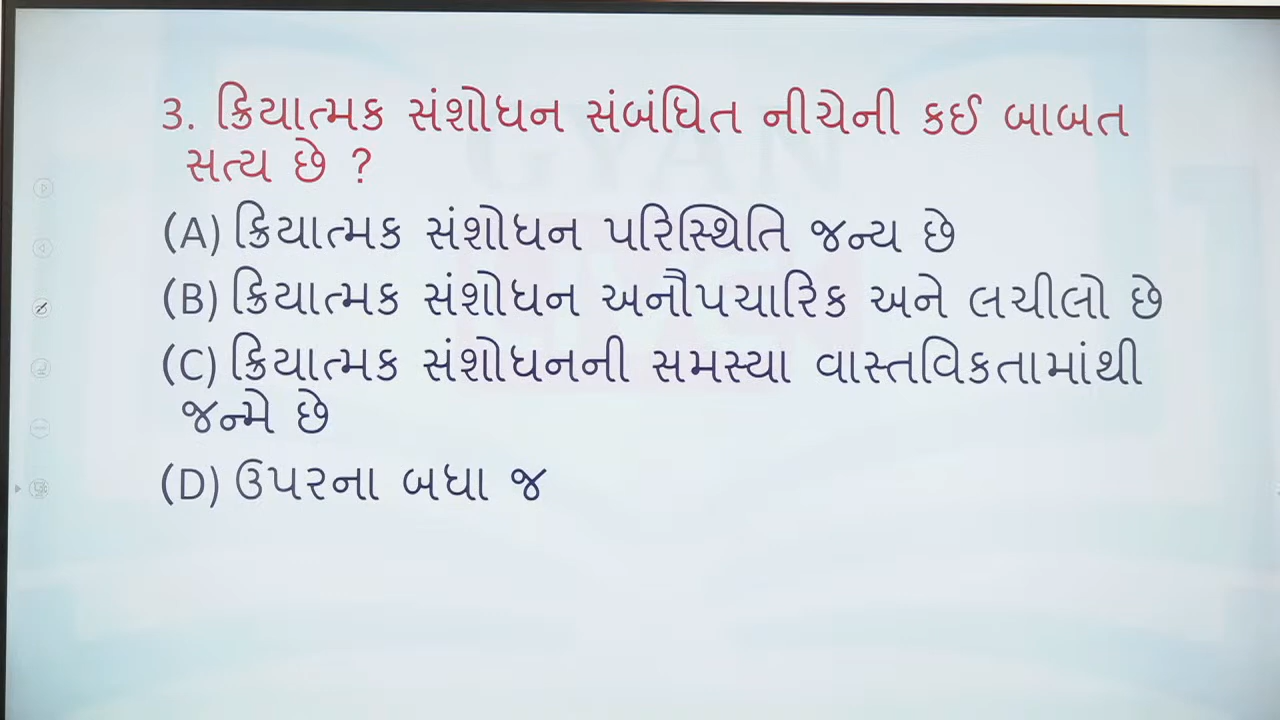 3. ક્રિયાત્મક સંશોધન સંબંધિત નીચેની કઈ બાબત
સત્ય છે ?
(A) ક્રિયાત્મક સંશોધન પરિસ્થિતિ જન્ય છે
(B) ક્રિયાત્મક સંશોધન અનૌપચારિક અને લચીલો છે
(C) ક્રિયાત્મક સંશોધનની સમસ્યા વાસ્તવિકતામાંથી
જન્મે છે
(D) ઉપરના બધા જ
GYAN